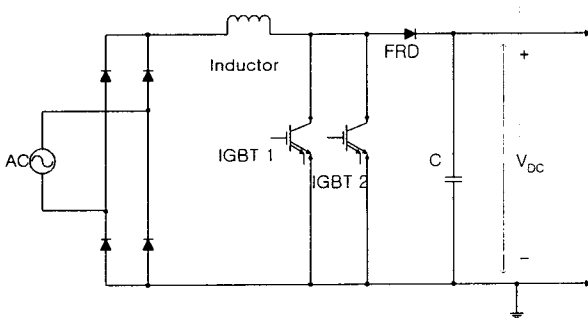 Inductor
FRD
+
AC
IGBT 1
IGBT 2
C
V_DC
−